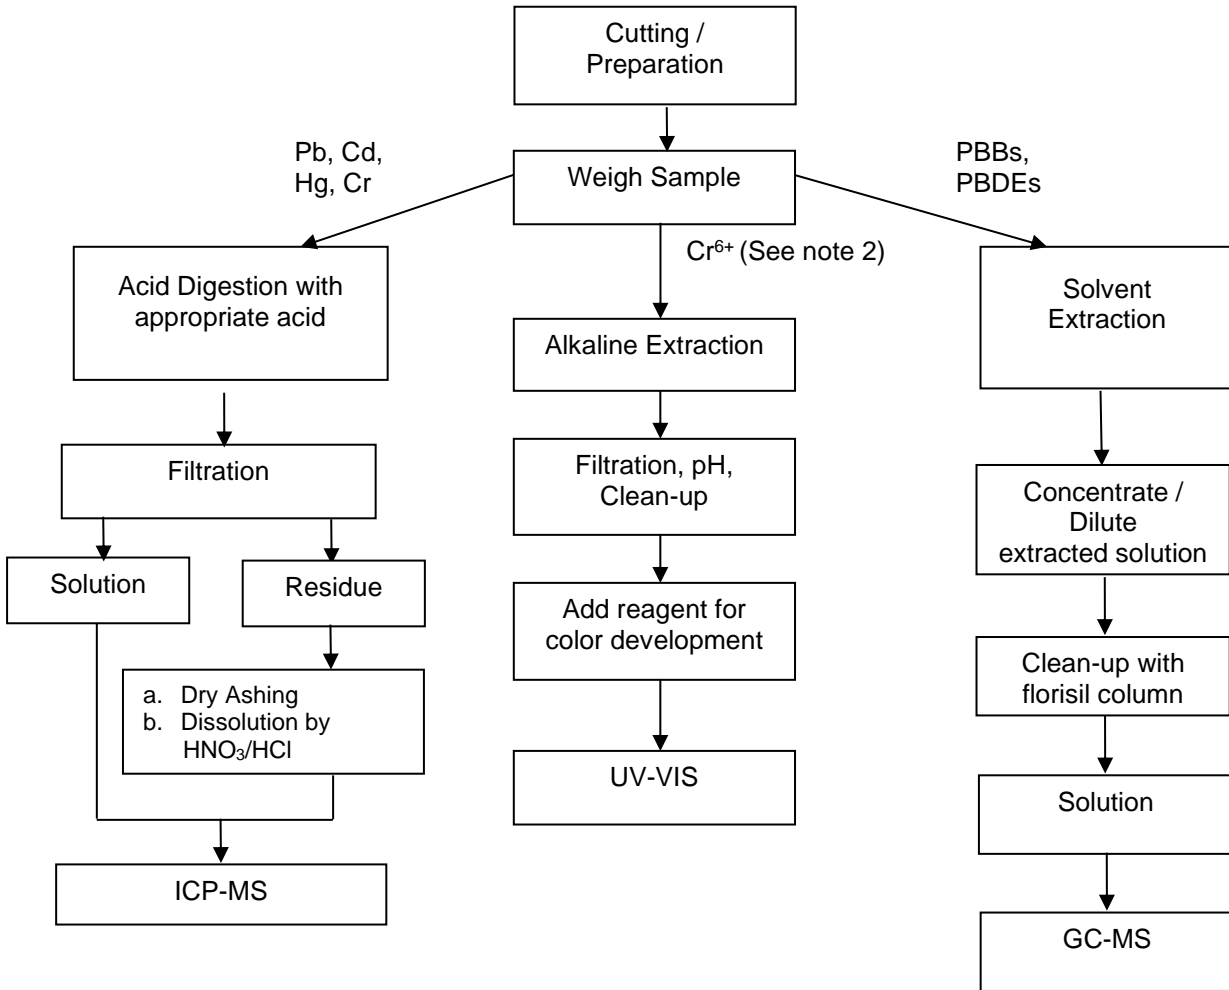 Cutting /
Preparation
Pb, Cd,
Hg, Cr
Weigh Sample
PBBs,
PBDEs
Cr⁶⁺ (See note 2)
Acid Digestion with
appropriate acid
Filtration
Solution
Residue
a. Dry Ashing
b. Dissolution by
HNO₃/HCl
ICP-MS
Alkaline Extraction
Filtration, pH,
Clean-up
Add reagent for
color development
UV-VIS
Solvent
Extraction
Concentrate /
Dilute
extracted solution
Clean-up with
florisil column
Solution
GC-MS